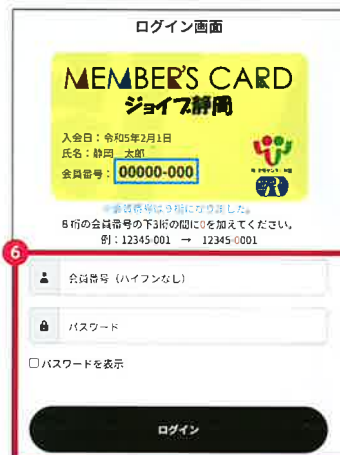 ログイン画面
MEMBER'S CARD
ジョイブ静岡
入会日：令和5年2月1日
氏名：静岡 太郎
会員番号：00000-000
※会員番号は9桁になりました。
8桁の会員番号の下3桁の間に0を加えてください。
例：12345-001 → 12345-0001
6
会員番号（ハイフンなし）
パスワード
パスワードを表示
ログイン